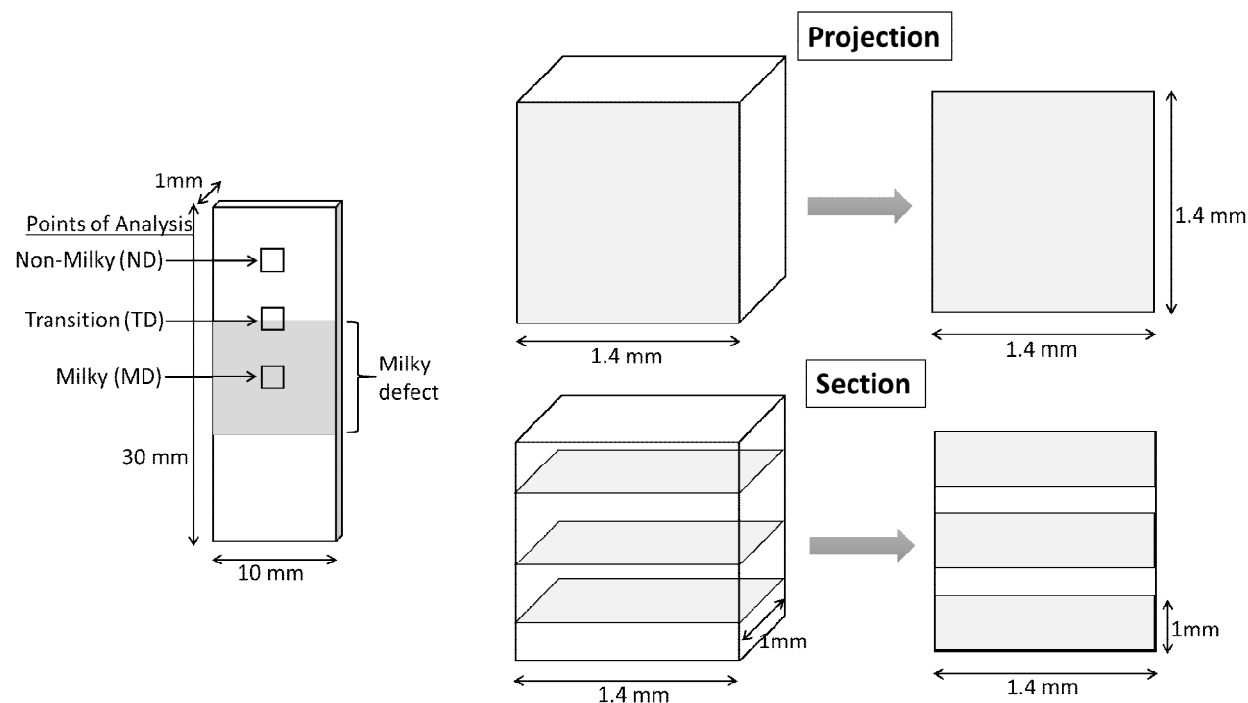 1mm
Points of Analysis
Non-Milky (ND)
Transition (TD)
Milky (MD)
Milky
defect
30 mm
10 mm
Projection
1.4 mm
1.4 mm
1.4 mm
Section
1mm
1.4 mm
1mm
1.4 mm